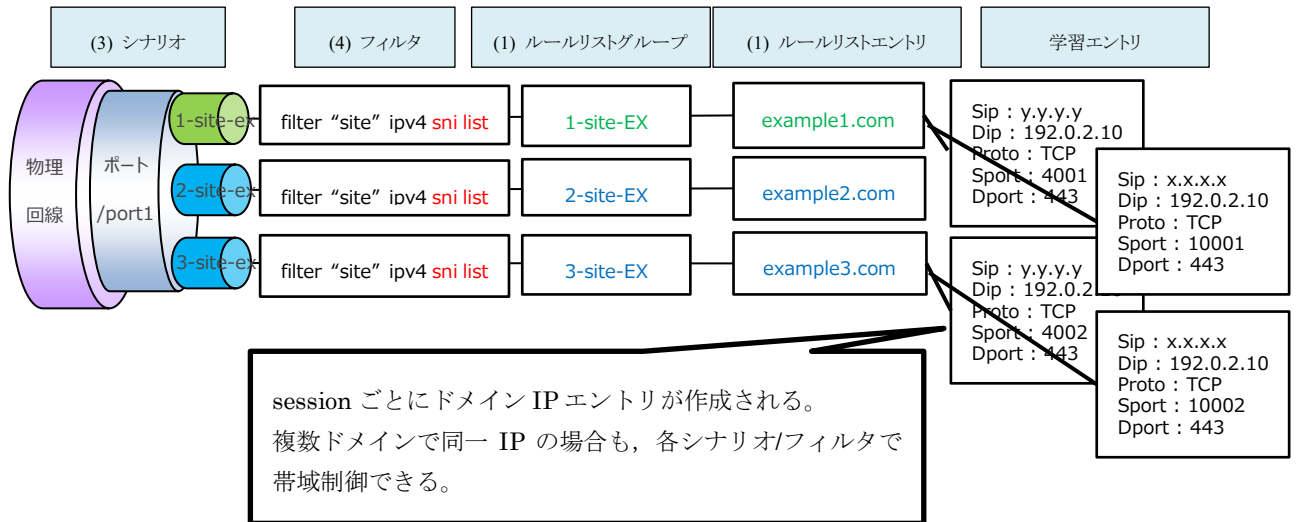 (3) シナリオ
(4) フィルタ
(1) ルールリストグループ
(1) ルールリストエントリ
学習エントリ
物理
回線
ポート
/port1
1-site-ex
filter “site” ipv4 sni list
1-site-EX
example1.com
2-site-ex
filter “site” ipv4 sni list
2-site-EX
example2.com
3-site-ex
filter “site” ipv4 sni list
3-site-EX
example3.com
Sip : y.y.y.y
Dip : 192.0.2.10
Proto : TCP
Sport : 4001
Dport : 443
Sip : x.x.x.x
Dip : 192.0.2.10
Proto : TCP
Sport : 10001
Dport : 443
Sip : y.y.y.y
Dip : 192.0.2.10
Proto : TCP
Sport : 4002
Dport : 443
Sip : x.x.x.x
Dip : 192.0.2.10
Proto : TCP
Sport : 10002
Dport : 443
session ごとにドメイン IP エントリが作成される。
複数ドメインで同一 IP の場合も，各シナリオ/フィルタで
帯域制御できる。